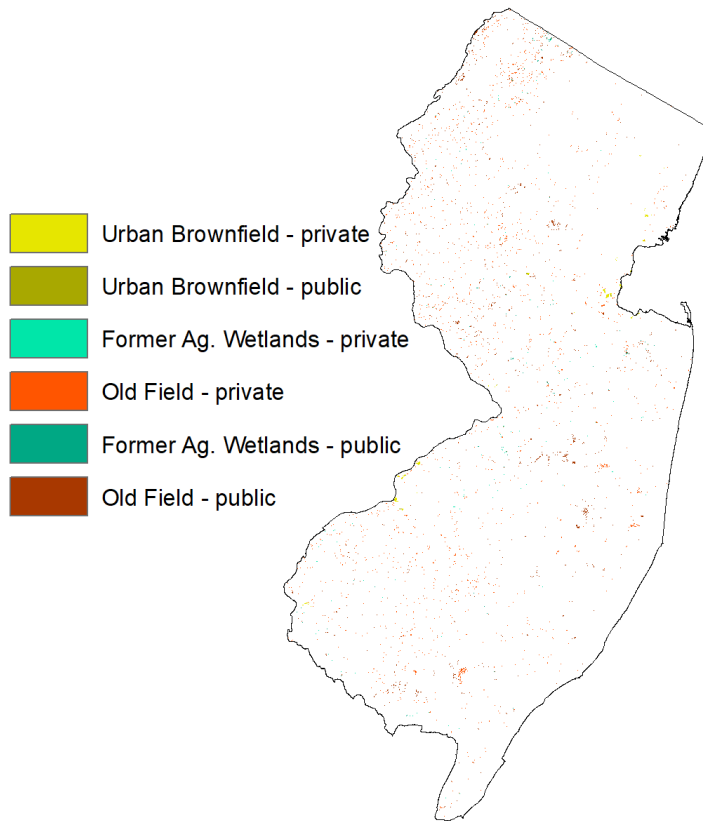 Urban Brownfield - private
Urban Brownfield - public
Former Ag. Wetlands - private
Old Field - private
Former Ag. Wetlands - public
Old Field - public